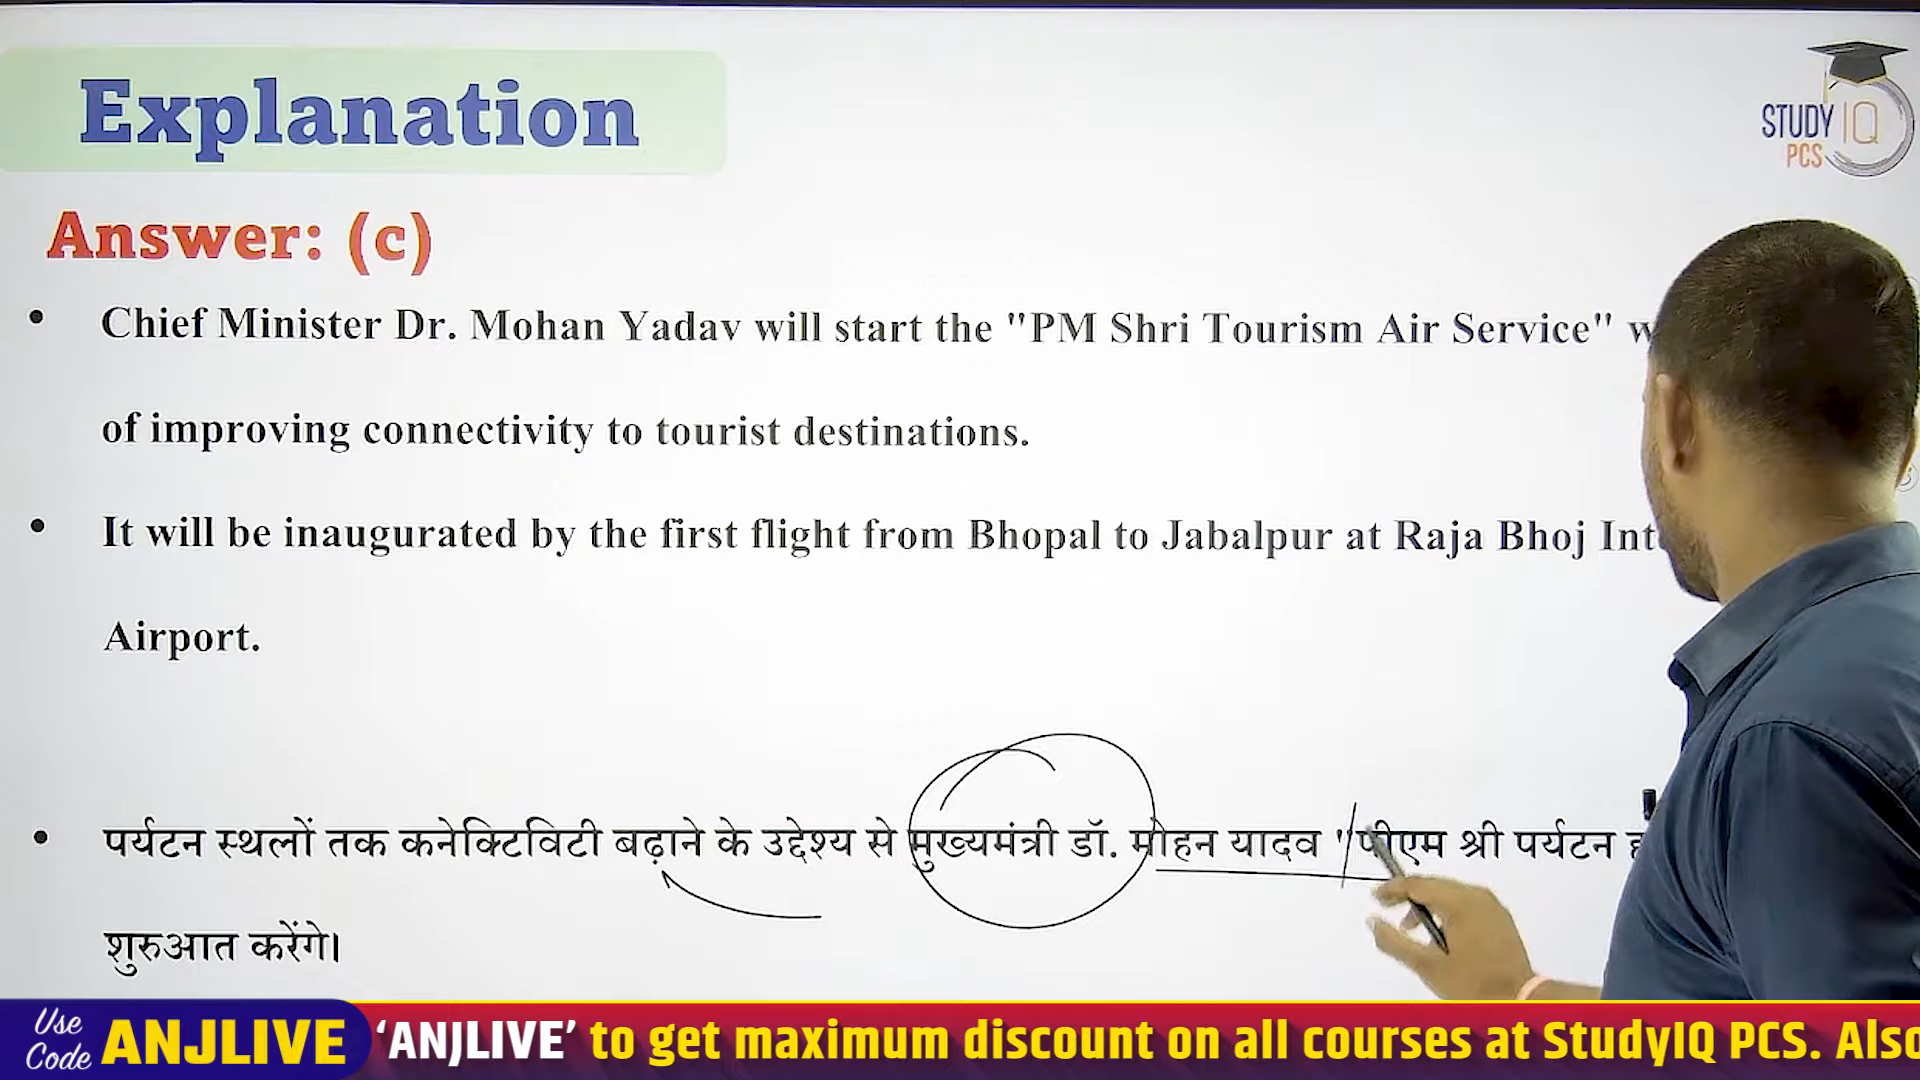 Explanation
STUDY IQ
PCS
Answer: (c)
• Chief Minister Dr. Mohan Yadav will start the "PM Shri Tourism Air Service"
of improving connectivity to tourist destinations.
• It will be inaugurated by the first flight from Bhopal to Jabalpur at Raja Bhoj
Airport.
• पर्यटन स्थलों तक कनेक्टिविटी बढ़ाने के उद्देश्य से मुख्यमंत्री डॉ. मोहन यादव "पीएम श्री पर्यटन
शुरुआत करेंगे।
Use Code ANJLIVE 'ANJLIVE' to get maximum discount on all courses at StudyIQ PCS. Also